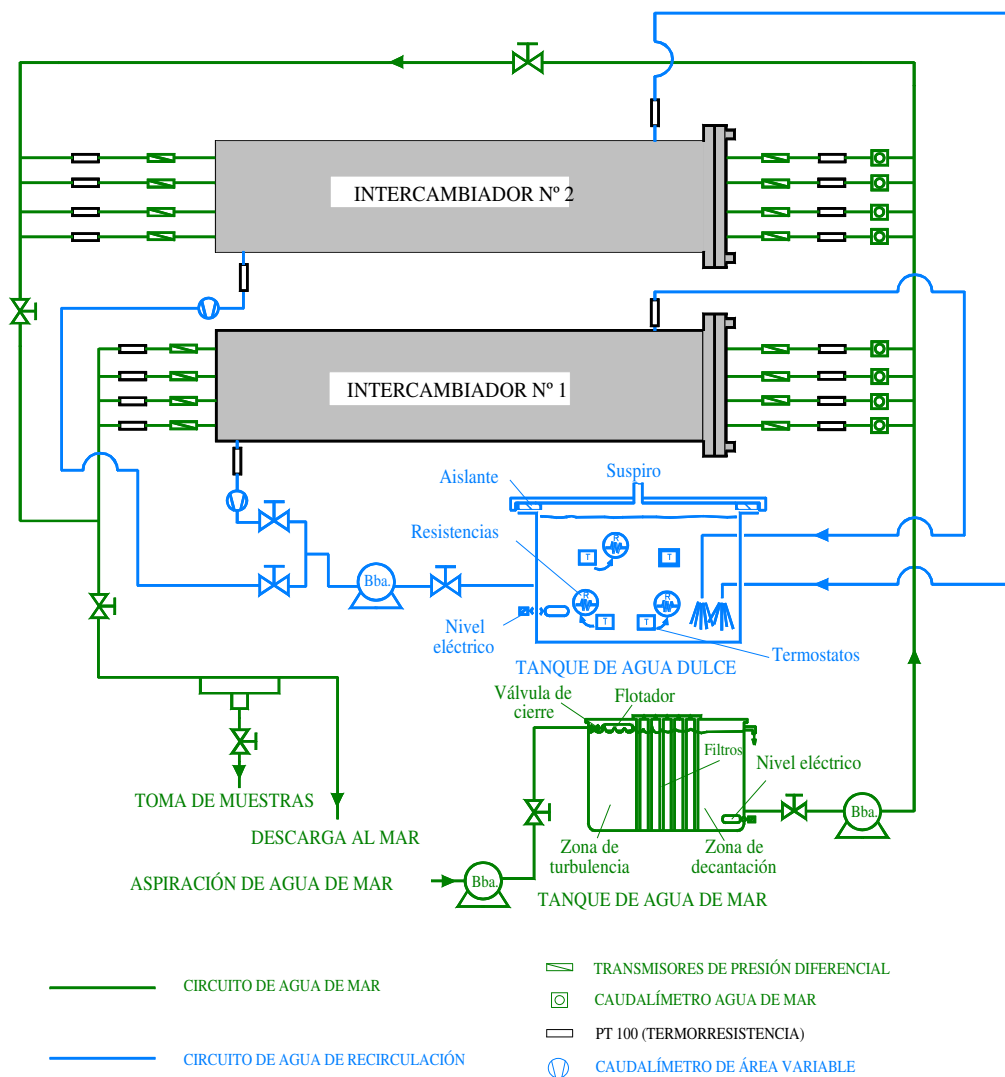 INTERCAMBIADOR Nº 2
INTERCAMBIADOR Nº 1
Aislante
Suspiro
Resistencias
R
T
T
R
R
T
T
Bba.
Nivel
eléctrico
Termostatos
TANQUE DE AGUA DULCE
Válvula de
cierre
Flotador
Filtros
Nivel eléctrico
Bba.
Zona de
turbulencia
Zona de
decantación
TOMA DE MUESTRAS
DESCARGA AL MAR
ASPIRACIÓN DE AGUA DE MAR
Bba.
TANQUE DE AGUA DE MAR
CIRCUITO DE AGUA DE MAR
CIRCUITO DE AGUA DE RECIRCULACIÓN
TRANSMISORES DE PRESIÓN DIFERENCIAL
CAUDALÍMETRO AGUA DE MAR
PT 100 (TERMORRESISTENCIA)
CAUDALÍMETRO DE ÁREA VARIABLE